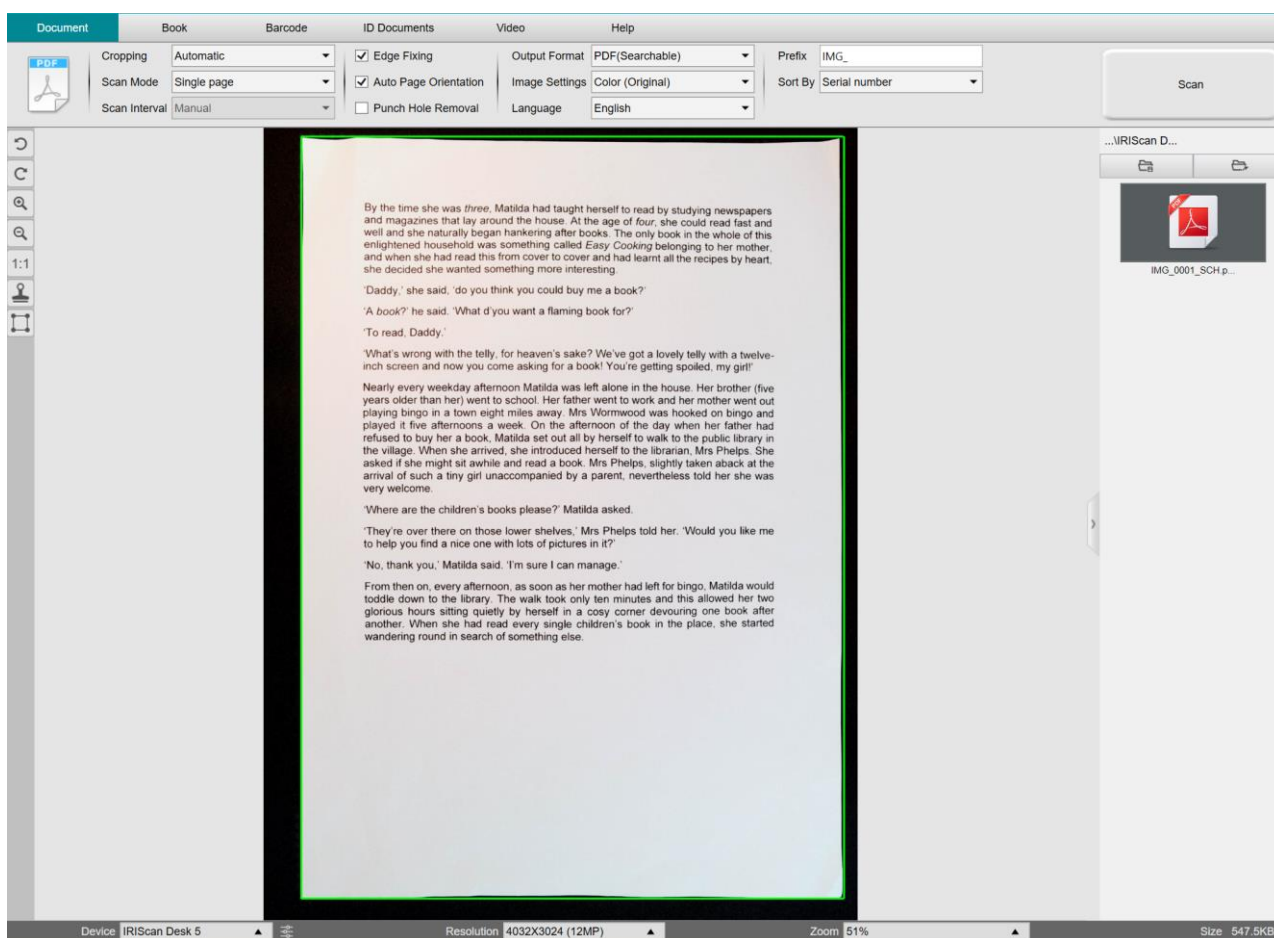 Document Book Barcode ID Documents Video Help
PDF
Cropping Automatic
Scan Mode Single page
Scan Interval Manual
Edge Fixing
Auto Page Orientation
Punch Hole Removal
Output Format PDF(Searchable)
Image Settings Color (Original)
Language English
Prefix IMG_
Sort By Serial number
Scan
1:1
By the time she was three, Matilda had taught herself to read by studying newspapers
and magazines that lay around the house. At the age of four, she could read fast and
well and she naturally began hankering after books. The only book in the whole of this
enlightened household was something called Easy Cooking belonging to her mother,
and when she had read this from cover to cover and had learnt all the recipes by heart,
she decided she wanted something more interesting.
'Daddy,' she said, 'do you think you could buy me a book?'
'A book?' he said. 'What d'you want a flaming book for?'
'To read, Daddy.'
'What's wrong with the telly, for heaven's sake? We've got a lovely telly with a twelve-
inch screen and now you come asking for a book! You're getting spoiled, my girl!'
Nearly every weekday afternoon Matilda was left alone in the house. Her brother (five
years older than her) went to school. Her father went to work and her mother went out
playing bingo in a town eight miles away. Mrs Wormwood was hooked on bingo and
played it five afternoons a week. On the afternoon of the day when her father had
refused to buy her a book, Matilda set out all by herself to walk to the public library in
the village. When she arrived, she introduced herself to the librarian, Mrs Phelps. She
asked if she might sit awhile and read a book. Mrs Phelps, slightly taken aback at the
arrival of such a tiny girl unaccompanied by a parent, nevertheless told her she was
very welcome.
'Where are the children's books please?' Matilda asked.
'They're over there on those lower shelves,' Mrs Phelps told her. 'Would you like me
to help you find a nice one with lots of pictures in it?'
'No, thank you,' Matilda said. 'I'm sure I can manage.'
From then on, every afternoon, as soon as her mother had left for bingo, Matilda would
toddle down to the library. The walk took only ten minutes and this allowed her two
glorious hours sitting quietly by herself in a cosy corner devouring one book after
another. When she had read every single children's book in the place, she started
wandering round in search of something else.
...\IRIScan D...
PDF
IMG_0001_SCH.p...
Device IRIScan Desk 5 Resolution 4032X3024 (12MP) Zoom 51% Size 547.5KB